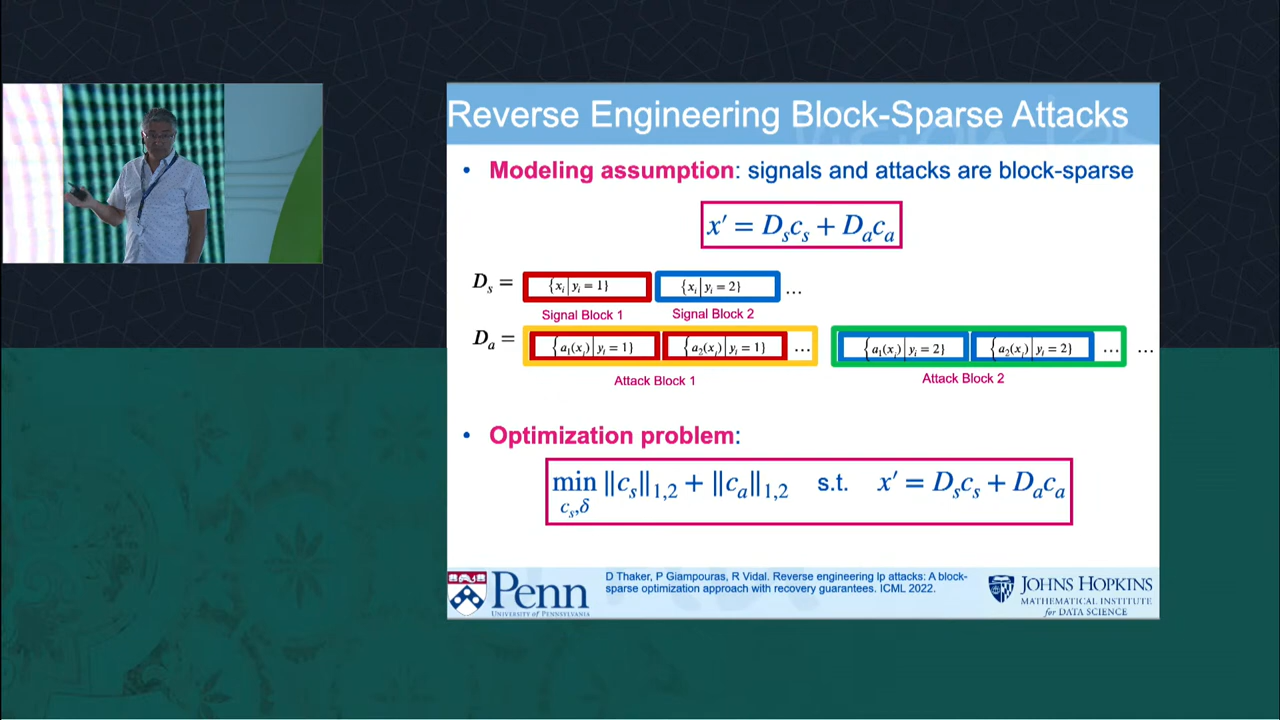 Reverse Engineering Block-Sparse Attacks
• Modeling assumption: signals and attacks are block-sparse
x′ = D_s c_s + D_a c_a
D_s = {x_i | y_i = 1} {x_i | y_i = 2} ...
Signal Block 1 Signal Block 2
D_a = {a_1(x_i) | y_i = 1} {a_2(x_i) | y_i = 1} ... {a_1(x_i) | y_i = 2} {a_2(x_i) | y_i = 2} ... ...
Attack Block 1 Attack Block 2
• Optimization problem:
min ‖c_s‖_{1,2} + ‖c_a‖_{1,2} s.t. x′ = D_s c_s + D_a c_a
c_s,δ
Penn
UNIVERSITY OF PENNSYLVANIA
D Thaker, P Giampouras, R Vidal. Reverse engineering lp attacks: A block-
sparse optimization approach with recovery guarantees. ICML 2022.
JOHNS HOPKINS
MATHEMATICAL INSTITUTE
for DATA SCIENCE